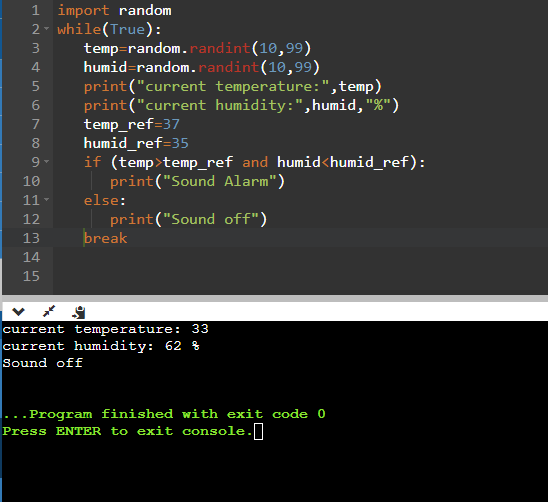 1 import random
2 while(True):
3 temp=random.randint(10,99)
4 humid=random.randint(10,99)
5 print("current temperature:",temp)
6 print("current humidity:",humid,"%")
7 temp_ref=37
8 humid_ref=35
9 if (temp>temp_ref and humid<humid_ref):
10 print("Sound Alarm")
11 else:
12 print("Sound off")
13 break
14
15
current temperature: 33
current humidity: 62 %
Sound off
...Program finished with exit code 0
Press ENTER to exit console.